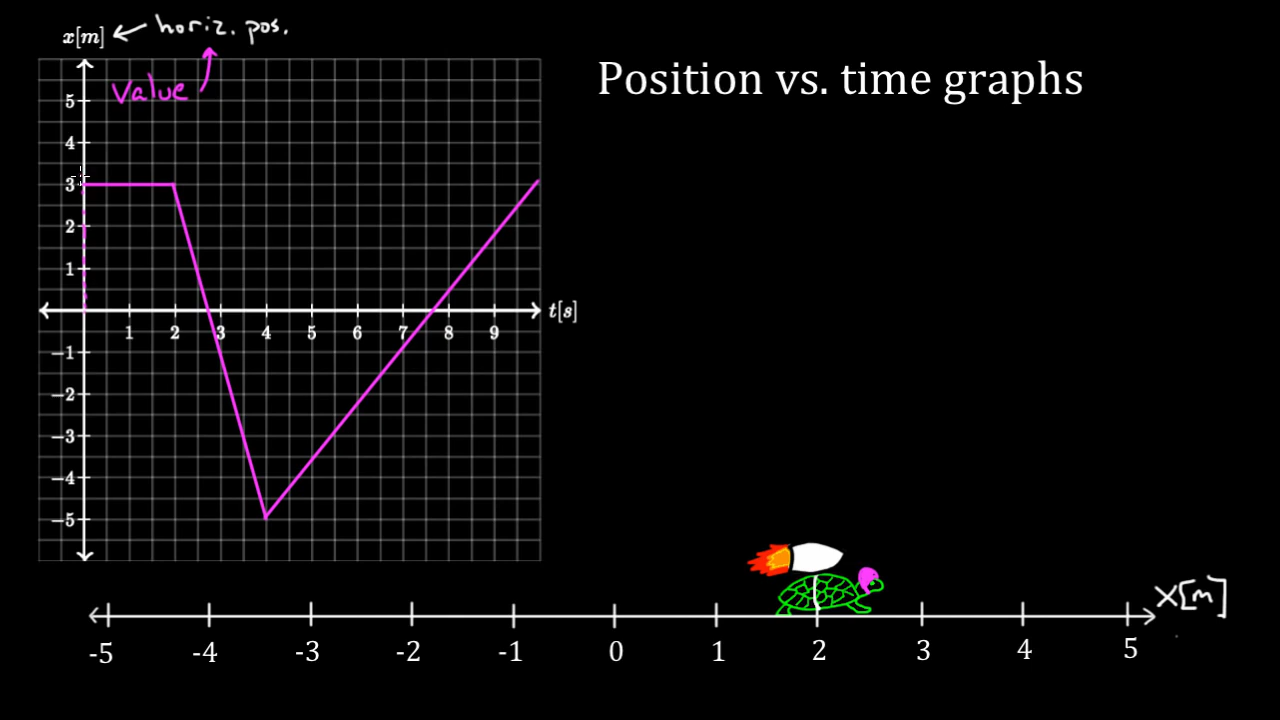 x[m] ← horiz. pos.
Value
Position vs. time graphs
5
4
3
2
1
t[s]
1 2 3 4 5 6 7 8 9
−1
−2
−3
−4
−5
X[m]
-5 -4 -3 -2 -1 0 1 2 3 4 5